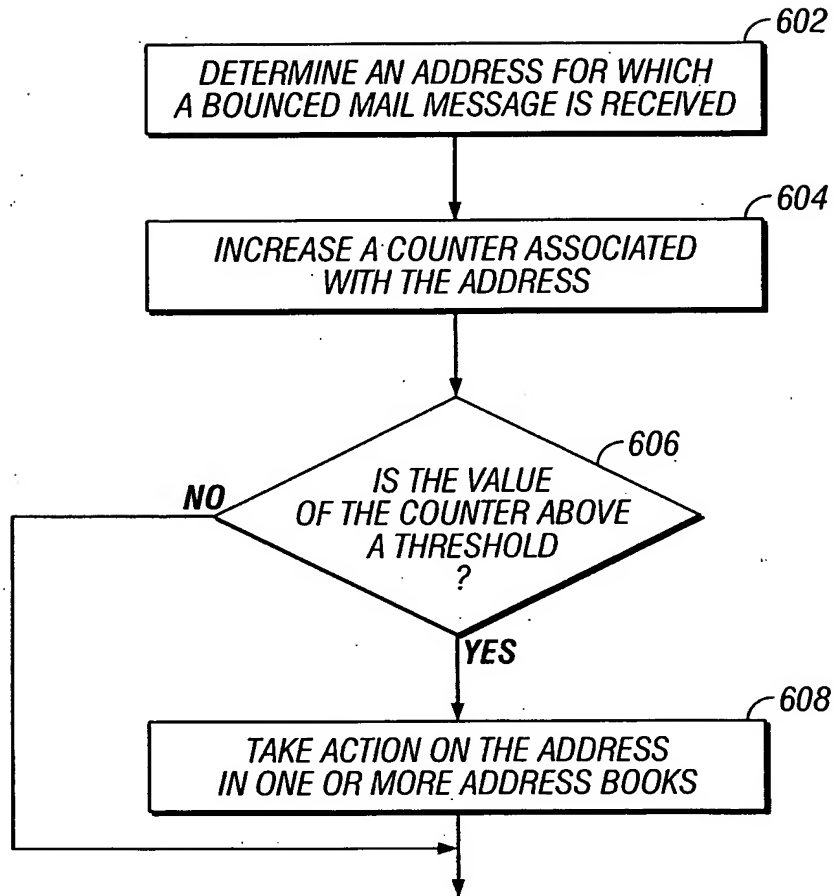 602
DETERMINE AN ADDRESS FOR WHICH
A BOUNCED MAIL MESSAGE IS RECEIVED
604
INCREASE A COUNTER ASSOCIATED
WITH THE ADDRESS
606
IS THE VALUE
OF THE COUNTER ABOVE
A THRESHOLD
?
NO
YES
608
TAKE ACTION ON THE ADDRESS
IN ONE OR MORE ADDRESS BOOKS